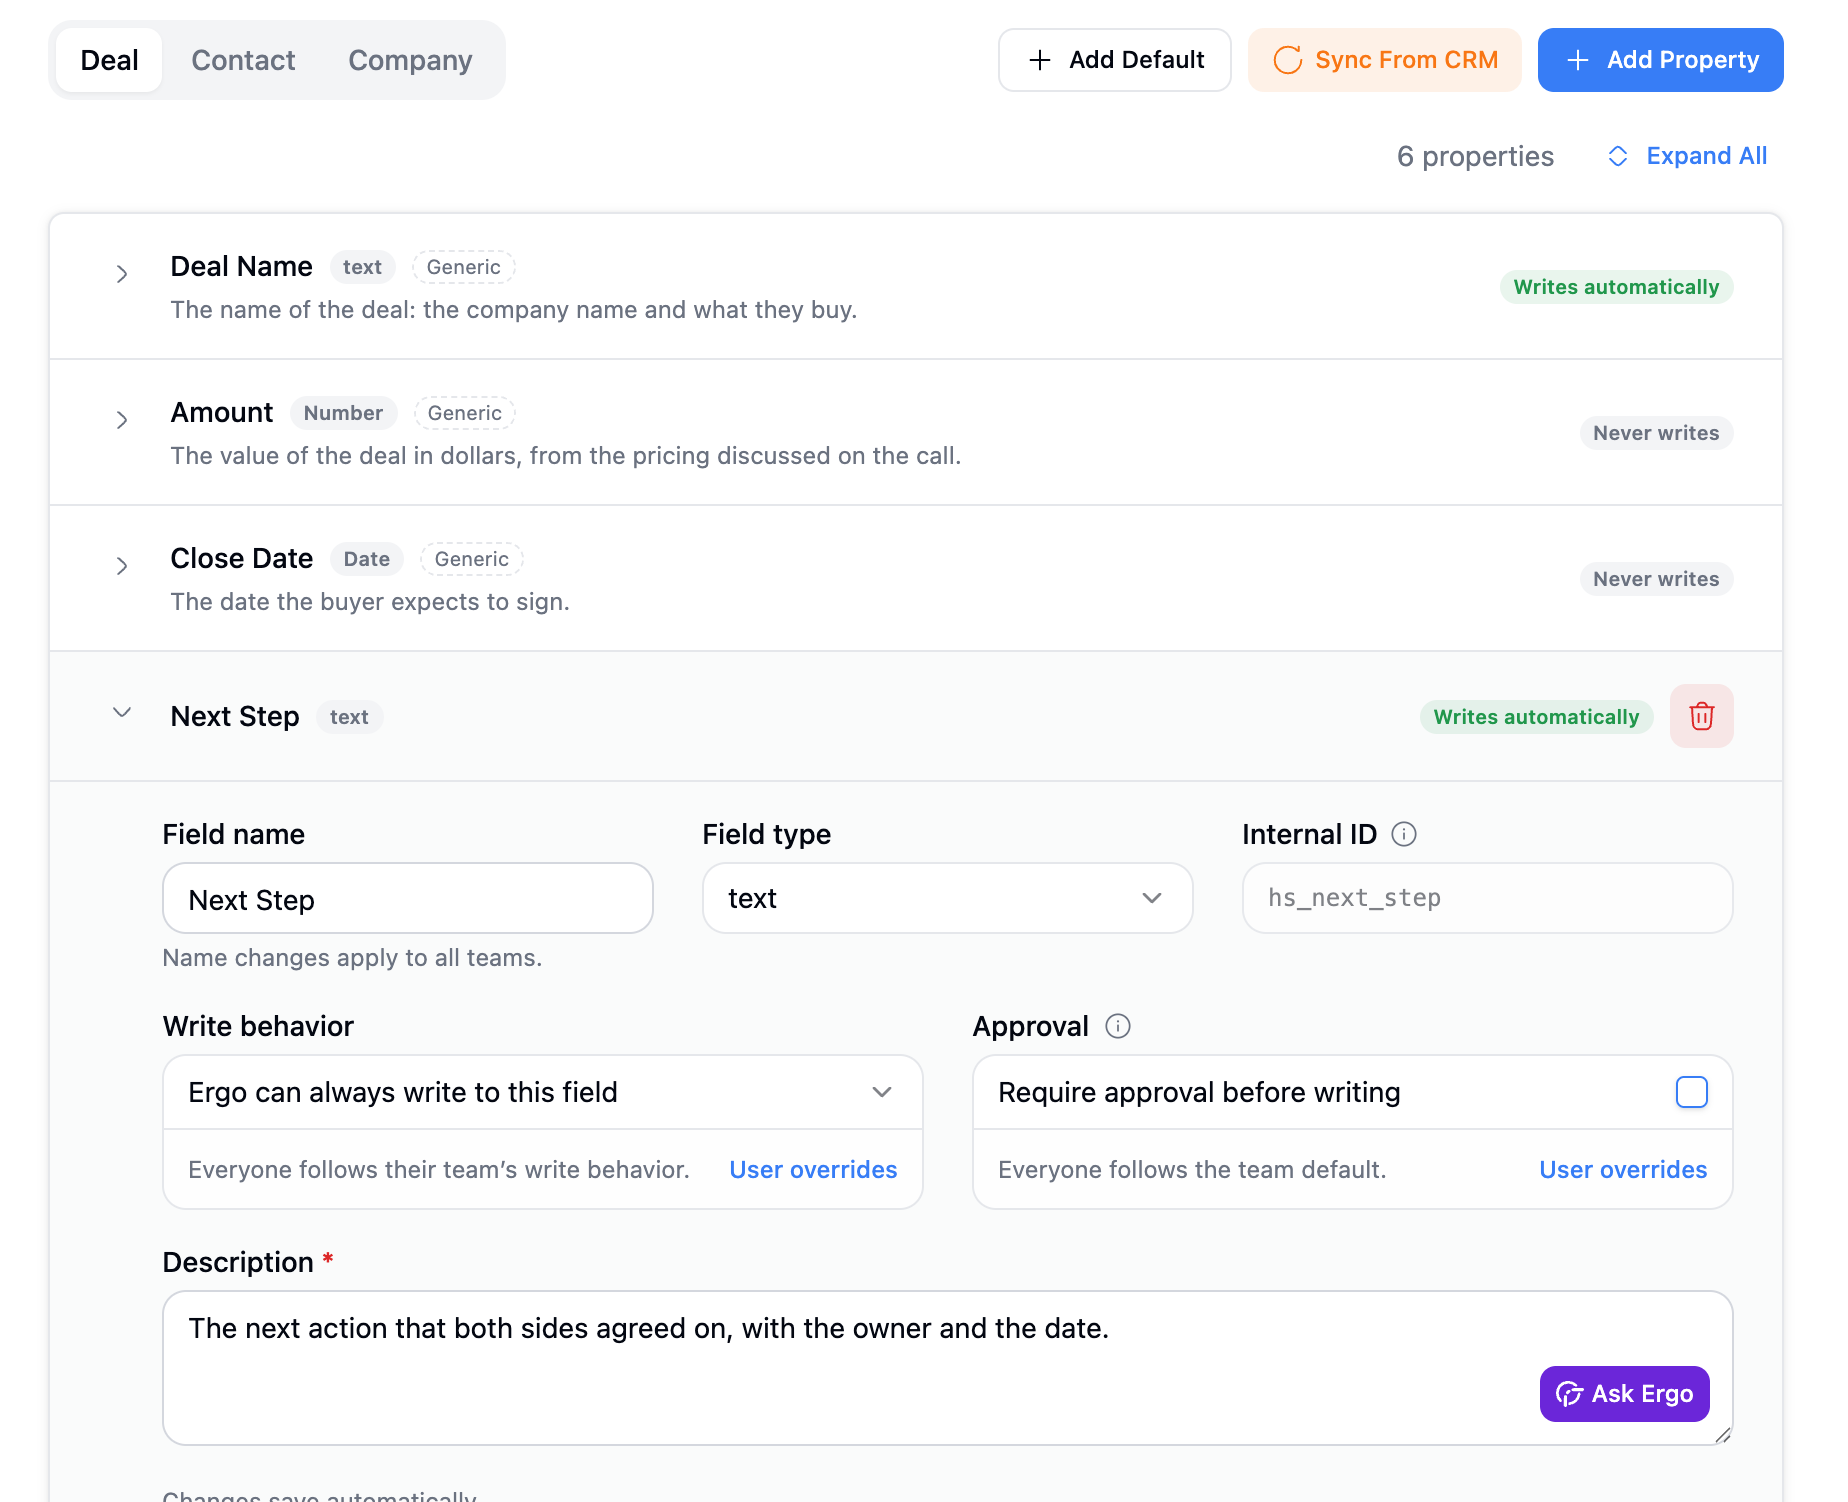 Deal Contact Company
Add Default Sync From CRM Add Property
6 properties Expand All
Deal Name text Generic
The name of the deal: the company name and what they buy.
Writes automatically
Amount Number Generic
The value of the deal in dollars, from the pricing discussed on the call.
Never writes
Close Date Date Generic
The date the buyer expects to sign.
Never writes
Next Step text
Writes automatically
Field name Field type Internal ID
Next Step text hs_next_step
Name changes apply to all teams.
Write behavior Approval
Ergo can always write to this field Require approval before writing
Everyone follows their team’s write behavior. User overrides Everyone follows the team default. User overrides
Description *
The next action that both sides agreed on, with the owner and the date.
Ask Ergo
Changes save automatically